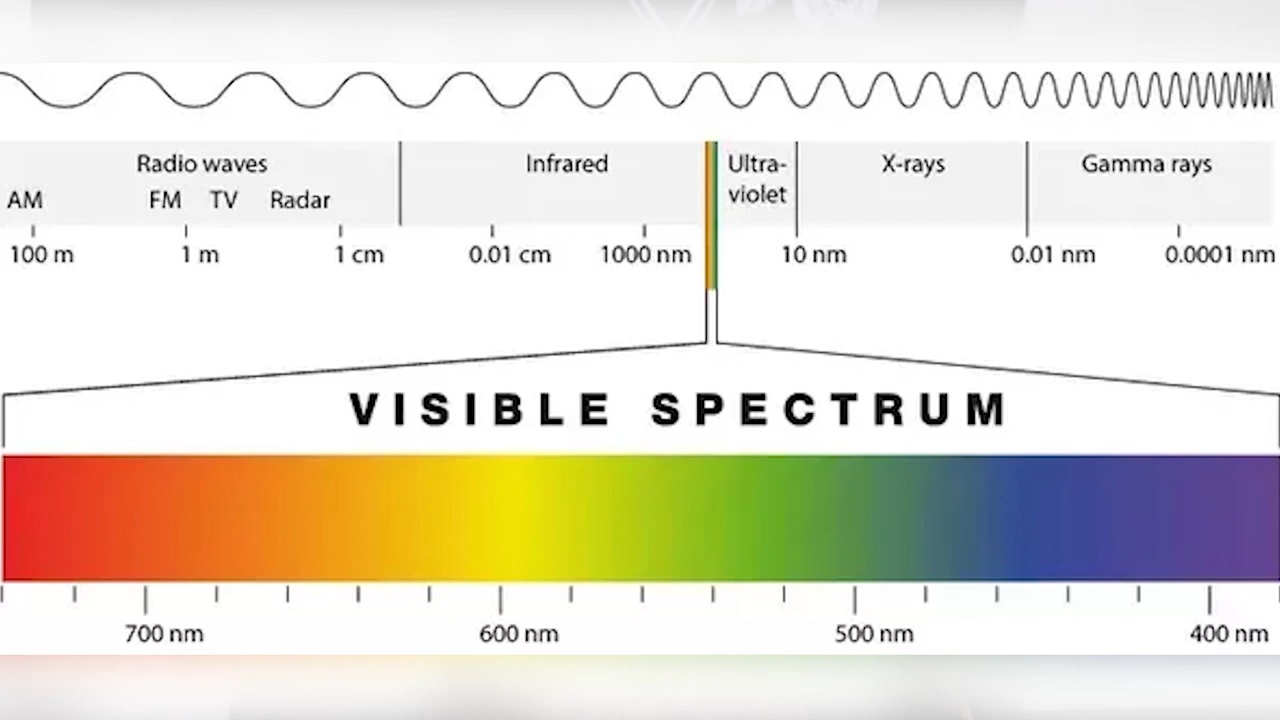 Radio waves Infrared Ultra- X-rays Gamma rays
AM FM TV Radar violet
100 m 1 m 1 cm 0.01 cm 1000 nm 10 nm 0.01 nm 0.0001 nm
VISIBLE SPECTRUM
700 nm 600 nm 500 nm 400 nm